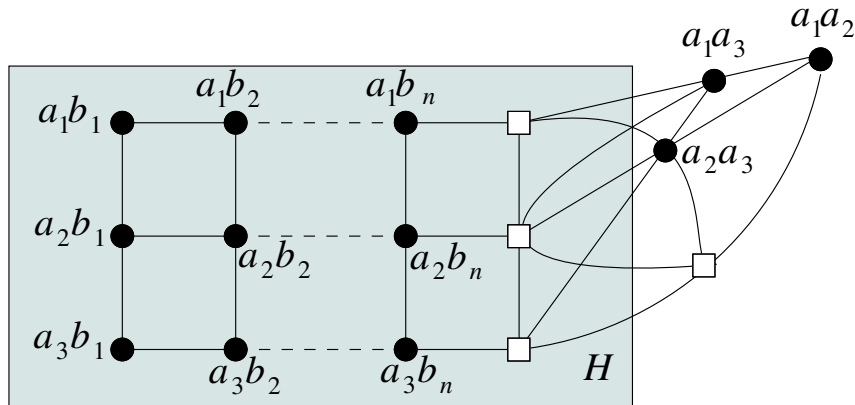 a₁a₂
a₁a₃
a₁b₁ a₁b₂ a₁bₙ
a₂a₃
a₂b₁ a₂b₂ a₂bₙ
a₃b₁ a₃b₂ a₃bₙ H